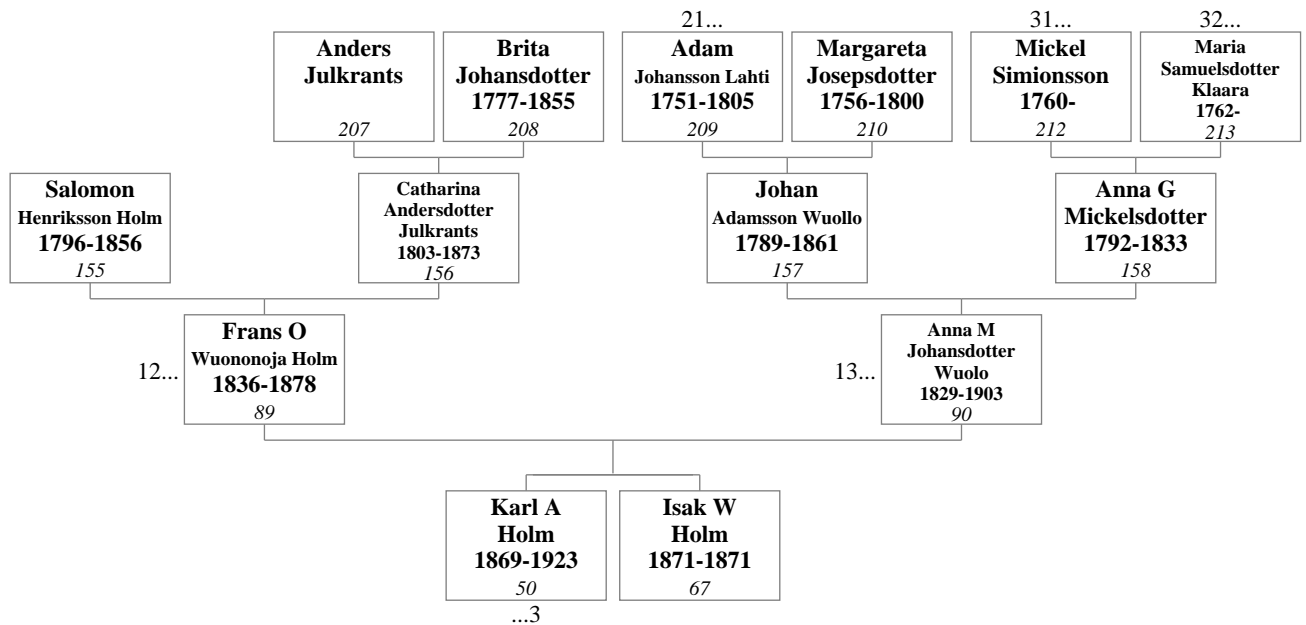 21...
31...
32...
Anders
Julkrants
207
Brita
Johansdotter
1777-1855
208
Adam
Johansson Lahti
1751-1805
209
Margareta
Josepsdotter
1756-1800
210
Mickel
Simionsson
1760-
212
Maria
Samuelsdotter
Klaara
1762-
213
Salomon
Henriksson Holm
1796-1856
155
Catharina
Andersdotter
Julkrants
1803-1873
156
Johan
Adamsson Wuollo
1789-1861
157
Anna G
Mickelsdotter
1792-1833
158
12...
Frans O
Wuononoja Holm
1836-1878
89
13...
Anna M
Johansdotter
Wuolo
1829-1903
90
Karl A
Holm
1869-1923
50
Isak W
Holm
1871-1871
67
...3